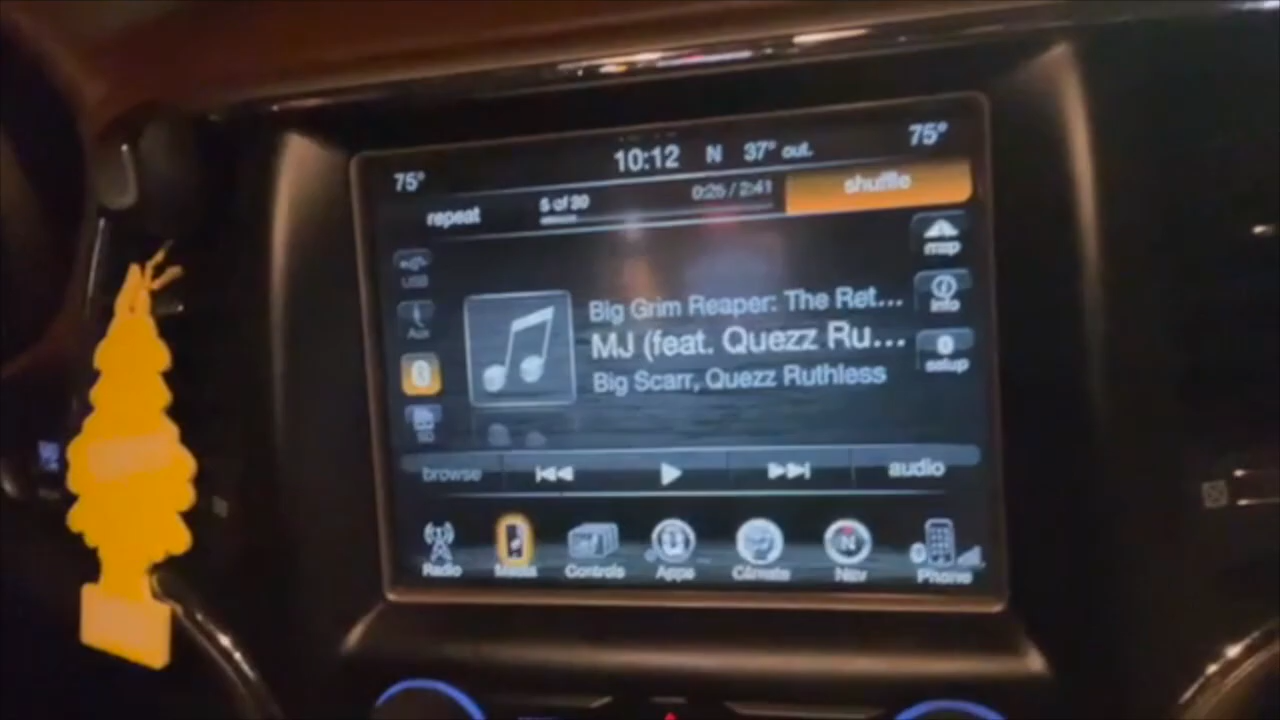 10:12 N 37° out.
75°
75°
repeat
5 of 20
0:25 / 2:41
shuffle
USB
Aux
SD
map
info
setup
Big Grim Reaper: The Ret...
MJ (feat. Quezz Ru...
Big Scarr, Quezz Ruthless
browse
audio
Radio Media Controls Apps Climate Nav Phone